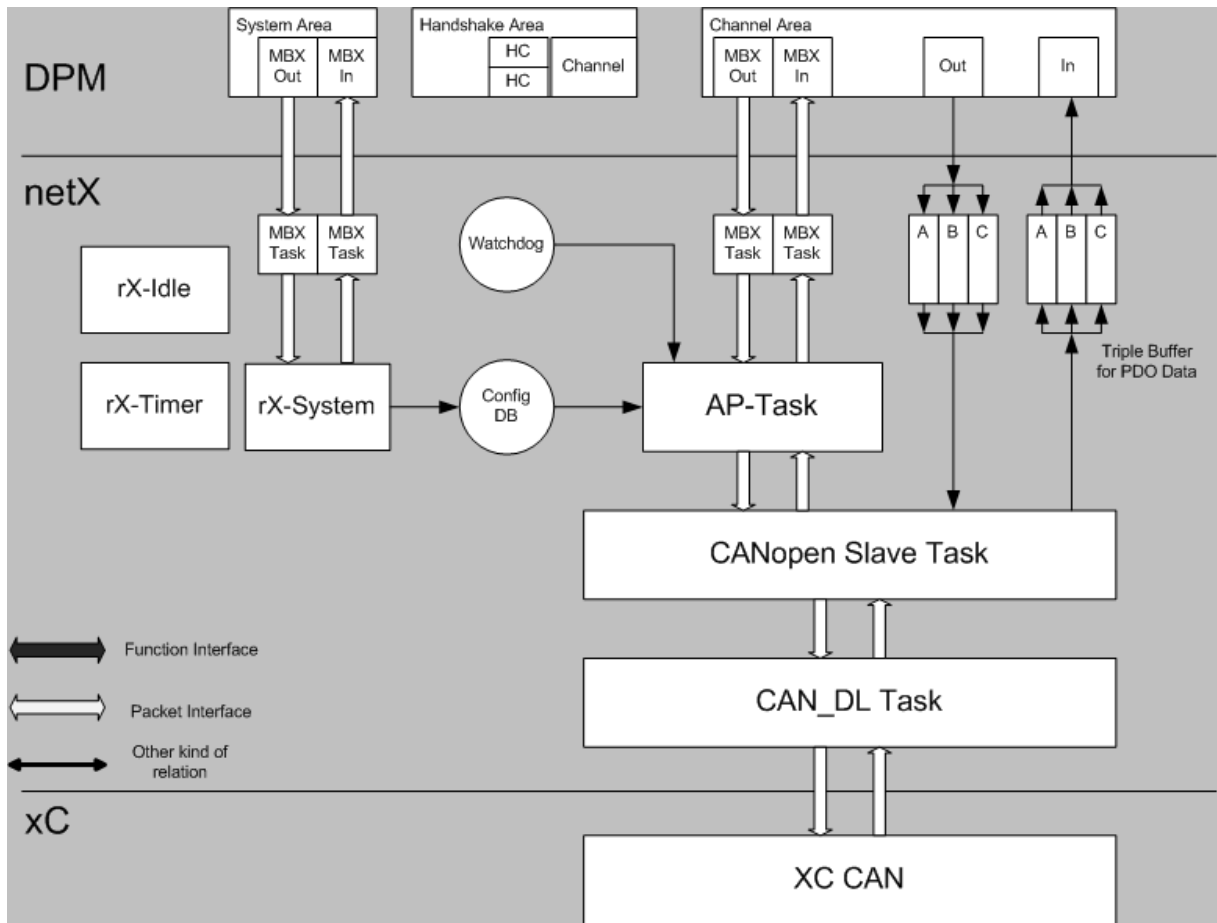 DPM
System Area
MBX
Out
MBX
In
Handshake Area
HC
HC
Channel
Channel Area
MBX
Out
MBX
In
Out
In
netX
MBX
Task
MBX
Task
Watchdog
MBX
Task
MBX
Task
A
B
C
A
B
C
rX-Idle
Triple Buffer
for PDO Data
rX-Timer
rX-System
Config
DB
AP-Task
CANopen Slave Task
Function Interface
Packet Interface
CAN_DL Task
Other kind of
relation
xC
XC CAN